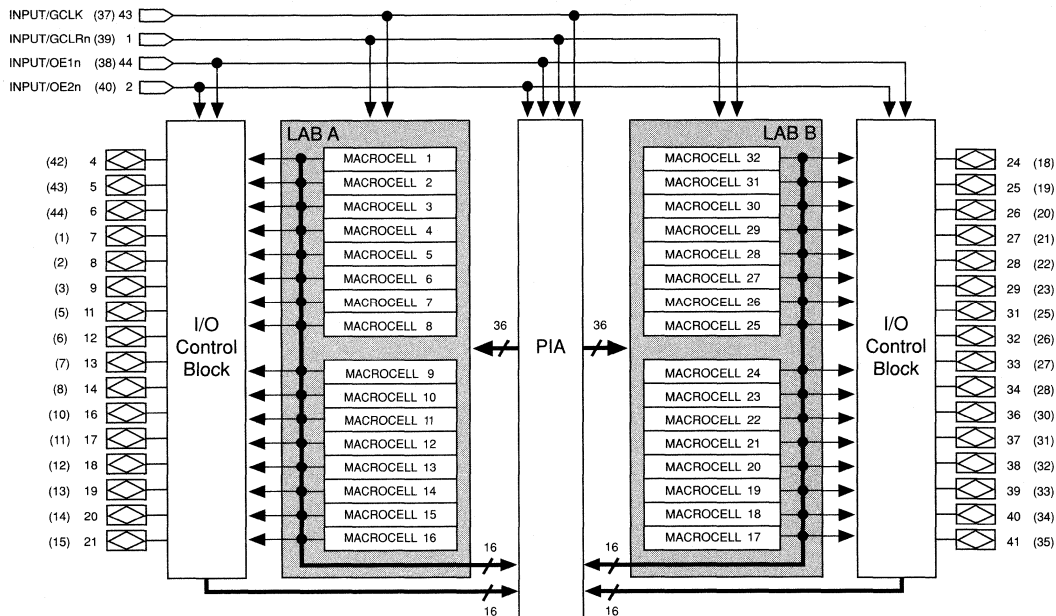 INPUT/GCLK (37) 43
INPUT/GCLRn (39) 1
INPUT/OE1n (38) 44
INPUT/OE2n (40) 2
LAB A
LAB B
(42) 4
MACROCELL 1
MACROCELL 32
24 (18)
(43) 5
MACROCELL 2
MACROCELL 31
25 (19)
(44) 6
MACROCELL 3
MACROCELL 30
26 (20)
(1) 7
MACROCELL 4
MACROCELL 29
27 (21)
(2) 8
MACROCELL 5
MACROCELL 28
28 (22)
(3) 9
MACROCELL 6
MACROCELL 27
29 (23)
(5) 11
MACROCELL 7
MACROCELL 26
31 (25)
(6) 12
MACROCELL 8
MACROCELL 25
32 (26)
I/O
Control
Block
36
PIA
36
I/O
Control
Block
(7) 13
MACROCELL 9
MACROCELL 24
33 (27)
(8) 14
MACROCELL 10
MACROCELL 23
34 (28)
(10) 16
MACROCELL 11
MACROCELL 22
36 (30)
(11) 17
MACROCELL 12
MACROCELL 21
37 (31)
(12) 18
MACROCELL 13
MACROCELL 20
38 (32)
(13) 19
MACROCELL 14
MACROCELL 19
39 (33)
(14) 20
MACROCELL 15
MACROCELL 18
40 (34)
(15) 21
MACROCELL 16
MACROCELL 17
41 (35)
16
16
16
16